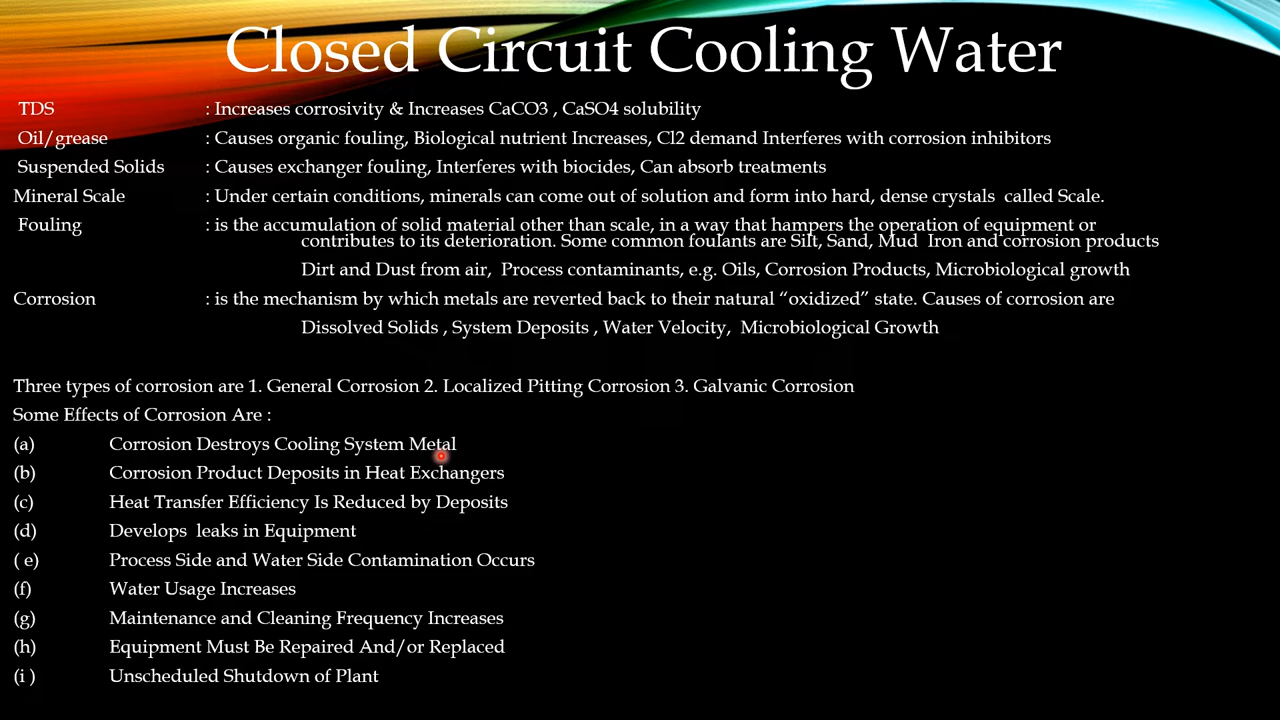 Closed Circuit Cooling Water
TDS : Increases corrosivity & Increases CaCO3 , CaSO4 solubility
Oil/grease : Causes organic fouling, Biological nutrient Increases, Cl2 demand Interferes with corrosion inhibitors
Suspended Solids : Causes exchanger fouling, Interferes with biocides, Can absorb treatments
Mineral Scale : Under certain conditions, minerals can come out of solution and form into hard, dense crystals called Scale.
Fouling : is the accumulation of solid material other than scale, in a way that hampers the operation of equipment or
contributes to its deterioration. Some common foulants are Silt, Sand, Mud Iron and corrosion products
Dirt and Dust from air, Process contaminants, e.g. Oils, Corrosion Products, Microbiological growth
Corrosion : is the mechanism by which metals are reverted back to their natural “oxidized” state. Causes of corrosion are
Dissolved Solids , System Deposits , Water Velocity, Microbiological Growth
Three types of corrosion are 1. General Corrosion 2. Localized Pitting Corrosion 3. Galvanic Corrosion
Some Effects of Corrosion Are :
(a) Corrosion Destroys Cooling System Metal
(b) Corrosion Product Deposits in Heat Exchangers
(c) Heat Transfer Efficiency Is Reduced by Deposits
(d) Develops leaks in Equipment
( e) Process Side and Water Side Contamination Occurs
(f) Water Usage Increases
(g) Maintenance and Cleaning Frequency Increases
(h) Equipment Must Be Repaired And/or Replaced
(i ) Unscheduled Shutdown of Plant